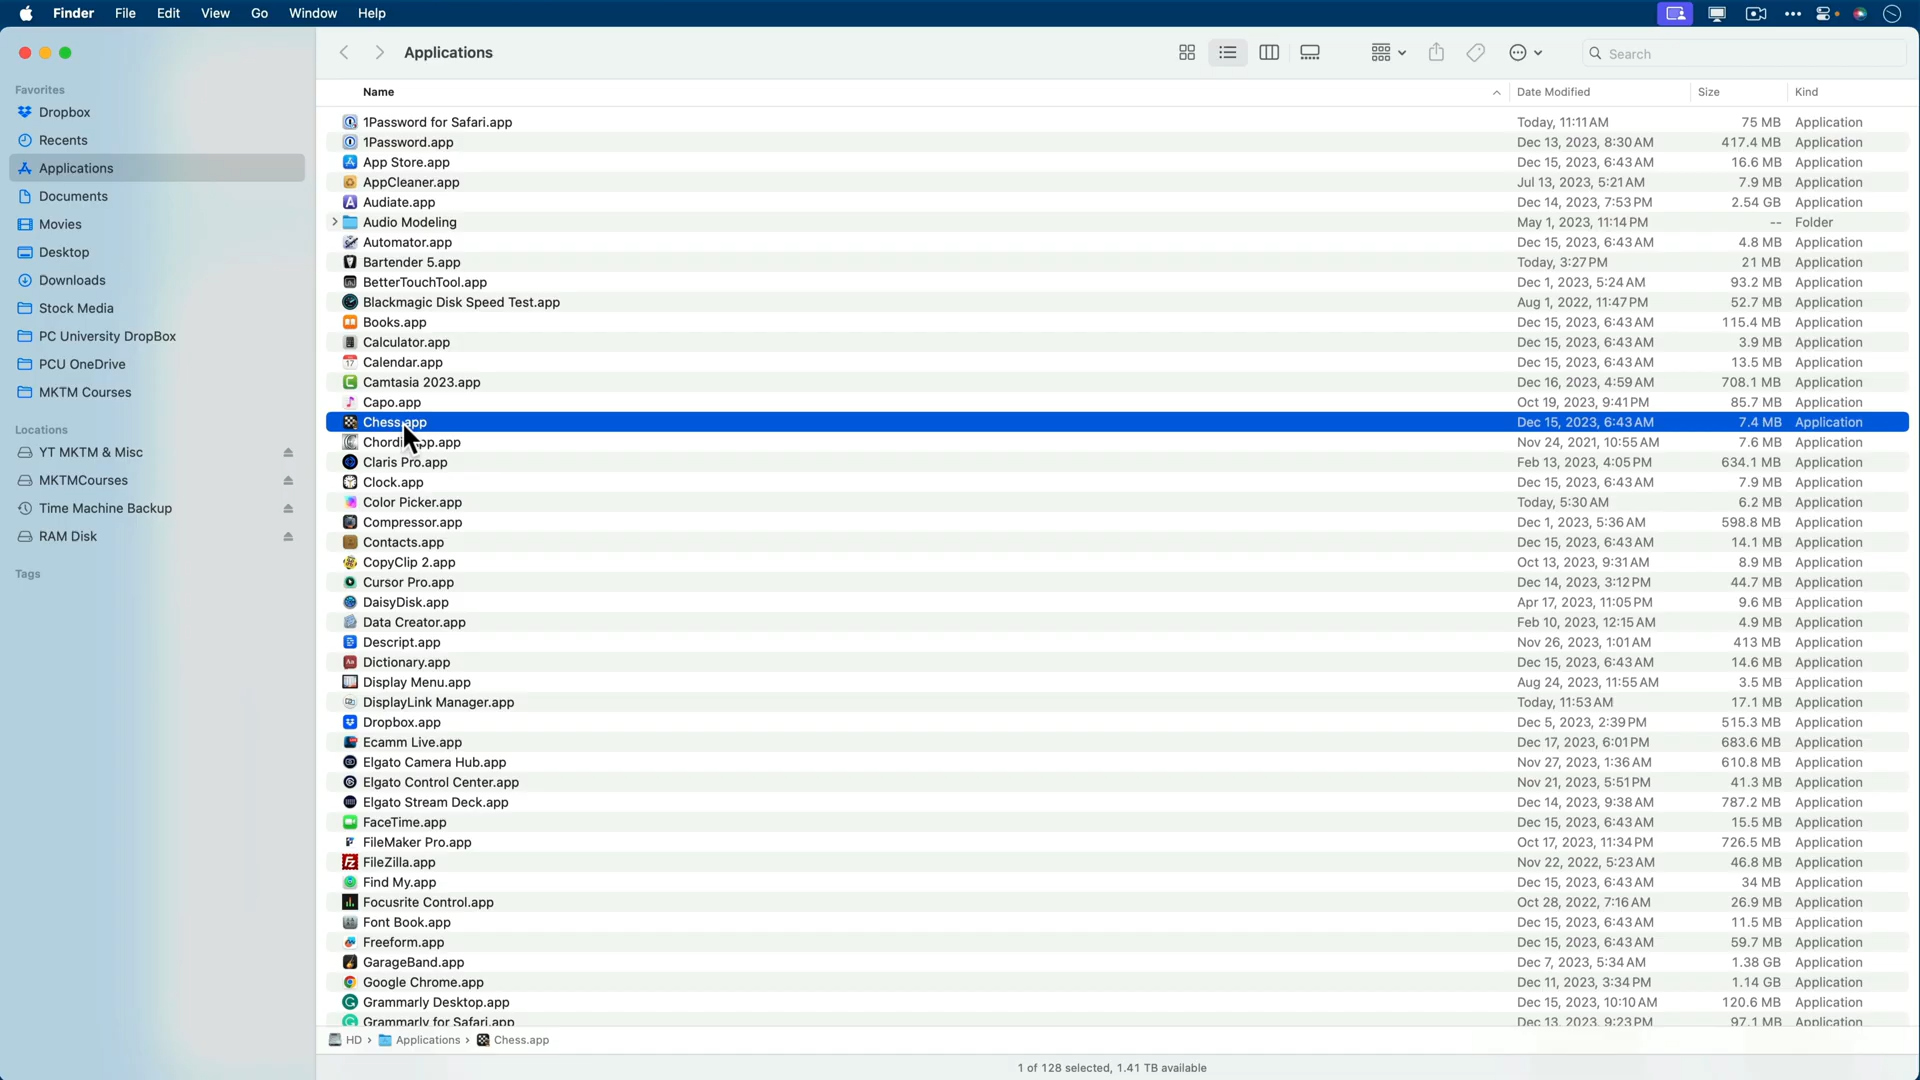 Finder File Edit View Go Window Help
Applications
Search
Favorites
Dropbox
Recents
Applications
Documents
Movies
Desktop
Downloads
Stock Media
PC University DropBox
PCU OneDrive
MKTM Courses
Locations
YT MKTM & Misc
MKTMCourses
Time Machine Backup
RAM Disk
Tags
Name Date Modified Size Kind
1Password for Safari.app Today, 11:11 AM 75 MB Application
1Password.app Dec 13, 2023, 8:30 AM 417.4 MB Application
App Store.app Dec 15, 2023, 6:43 AM 16.6 MB Application
AppCleaner.app Jul 13, 2023, 5:21 AM 7.9 MB Application
Audiate.app Dec 14, 2023, 7:53 PM 2.54 GB Application
Audio Modeling May 1, 2023, 11:14 PM -- Folder
Automator.app Dec 15, 2023, 6:43 AM 4.8 MB Application
Bartender 5.app Today, 3:27 PM 21 MB Application
BetterTouchTool.app Dec 1, 2023, 5:24 AM 93.2 MB Application
Blackmagic Disk Speed Test.app Aug 1, 2022, 11:47 PM 52.7 MB Application
Books.app Dec 15, 2023, 6:43 AM 115.4 MB Application
Calculator.app Dec 15, 2023, 6:43 AM 3.9 MB Application
Calendar.app Dec 15, 2023, 6:43 AM 13.5 MB Application
Camtasia 2023.app Dec 16, 2023, 4:59 AM 708.1 MB Application
Capo.app Oct 19, 2023, 9:41 PM 85.7 MB Application
Chess.app Dec 15, 2023, 6:43 AM 7.4 MB Application
Nov 24, 2021, 10:55 AM 7.6 MB Application
Claris Pro.app Feb 13, 2023, 4:05 PM 634.1 MB Application
Clock.app Dec 15, 2023, 6:43 AM 7.9 MB Application
Color Picker.app Today, 5:30 AM 6.2 MB Application
Compressor.app Dec 1, 2023, 5:36 AM 598.8 MB Application
Contacts.app Dec 15, 2023, 6:43 AM 14.1 MB Application
CopyClip 2.app Oct 13, 2023, 9:31 AM 8.9 MB Application
Cursor Pro.app Dec 14, 2023, 3:12 PM 44.7 MB Application
DaisyDisk.app Apr 17, 2023, 11:05 PM 9.6 MB Application
Data Creator.app Feb 10, 2023, 12:15 AM 4.9 MB Application
Descript.app Nov 26, 2023, 1:01 AM 413 MB Application
Dictionary.app Dec 15, 2023, 6:43 AM 14.6 MB Application
Display Menu.app Aug 24, 2023, 11:55 AM 3.5 MB Application
DisplayLink Manager.app Today, 11:53 AM 17.1 MB Application
Dropbox.app Dec 5, 2023, 2:39 PM 515.3 MB Application
Ecamm Live.app Dec 17, 2023, 6:01 PM 683.6 MB Application
Elgato Camera Hub.app Nov 27, 2023, 1:36 AM 610.8 MB Application
Elgato Control Center.app Nov 21, 2023, 5:51 PM 41.3 MB Application
Elgato Stream Deck.app Dec 14, 2023, 9:38 AM 787.2 MB Application
FaceTime.app Dec 15, 2023, 6:43 AM 15.5 MB Application
FileMaker Pro.app Oct 17, 2023, 11:34 PM 726.5 MB Application
FileZilla.app Nov 22, 2022, 5:23 AM 46.8 MB Application
Find My.app Dec 15, 2023, 6:43 AM 34 MB Application
Focusrite Control.app Oct 28, 2022, 7:16 AM 26.9 MB Application
Font Book.app Dec 15, 2023, 6:43 AM 11.5 MB Application
Freeform.app Dec 15, 2023, 6:43 AM 59.7 MB Application
GarageBand.app Dec 7, 2023, 5:34 AM 1.38 GB Application
Google Chrome.app Dec 11, 2023, 3:34 PM 1.14 GB Application
Grammarly Desktop.app Dec 15, 2023, 10:10 AM 120.6 MB Application
Grammarly for Safari.app Dec 13, 2023, 9:23 PM 97.1 MB Application
HD › Applications › Chess.app
1 of 128 selected, 1.41 TB available